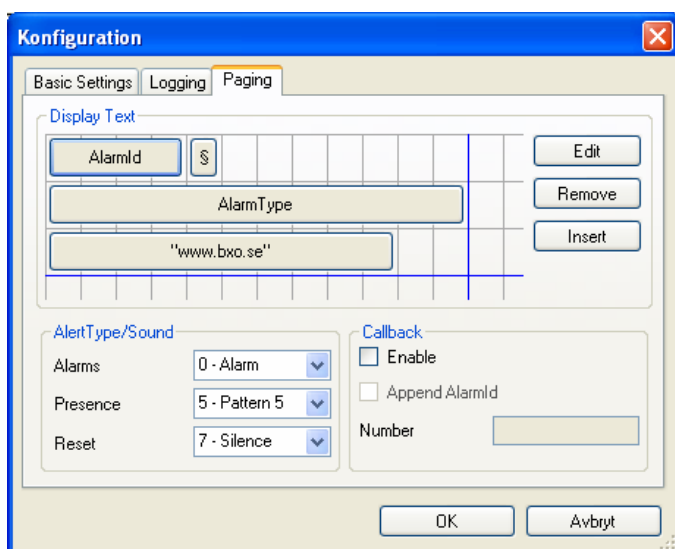 Konfiguration
Basic Settings Logging Paging
Display Text
AlarmId § Edit
AlarmType Remove
"www.bxo.se" Insert
AlertType/Sound
Alarms 0 - Alarm
Presence 5 - Pattern 5
Reset 7 - Silence
Callback
Enable
Append AlarmId
Number
OK Avbryt